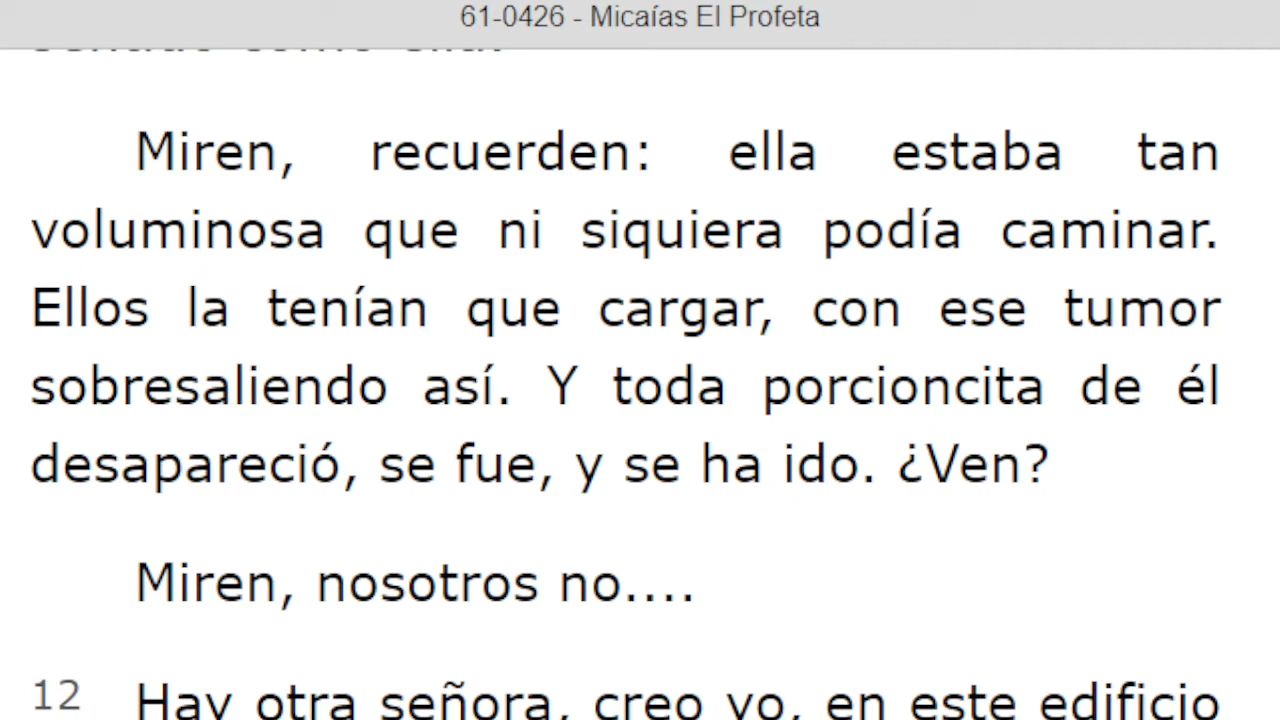 61-0426 - Micaías El Profeta
Miren, recuerden: ella estaba tan
voluminosa que ni siquiera podía caminar.
Ellos la tenían que cargar, con ese tumor
sobresaliendo así. Y toda porcioncita de él
desapareció, se fue, y se ha ido. ¿Ven?
Miren, nosotros no....
12 Hay otra señora, creo yo, en este edificio